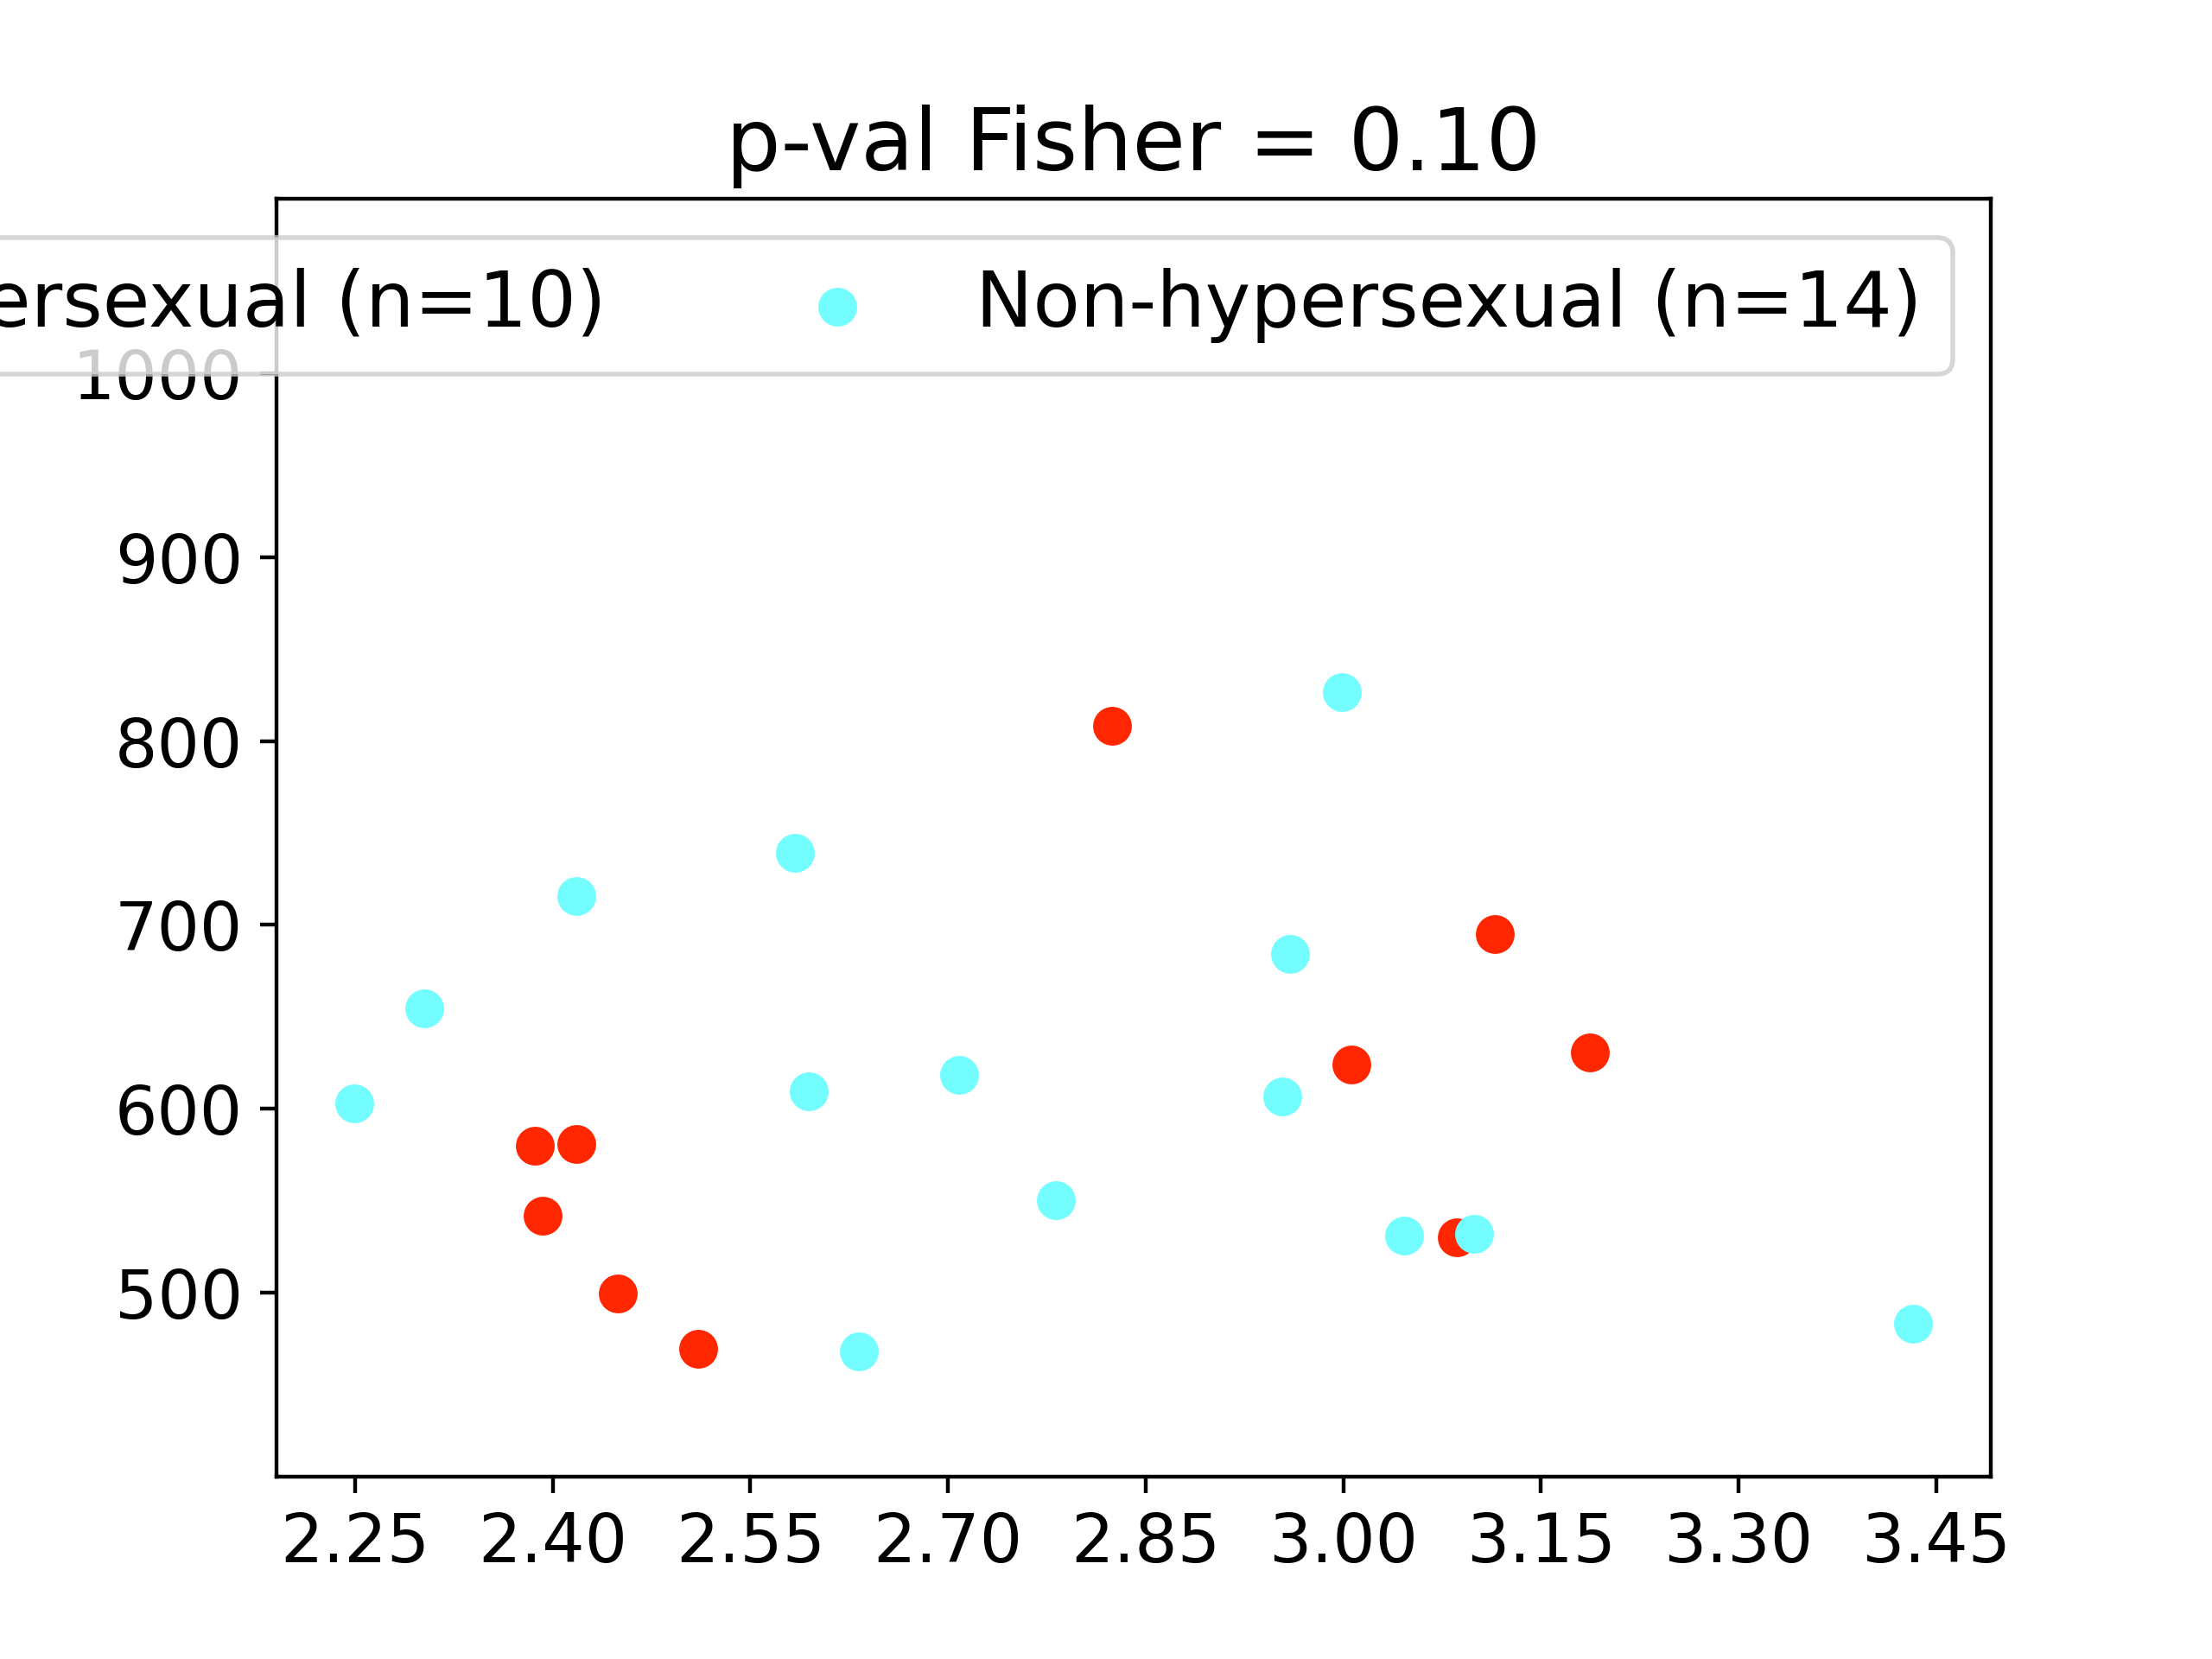 p-val Fisher = 0.10
ersexual (n=10) Non-hypersexual (n=14)
1000
900
800
700
600
500
2.25 2.40 2.55 2.70 2.85 3.00 3.15 3.30 3.45